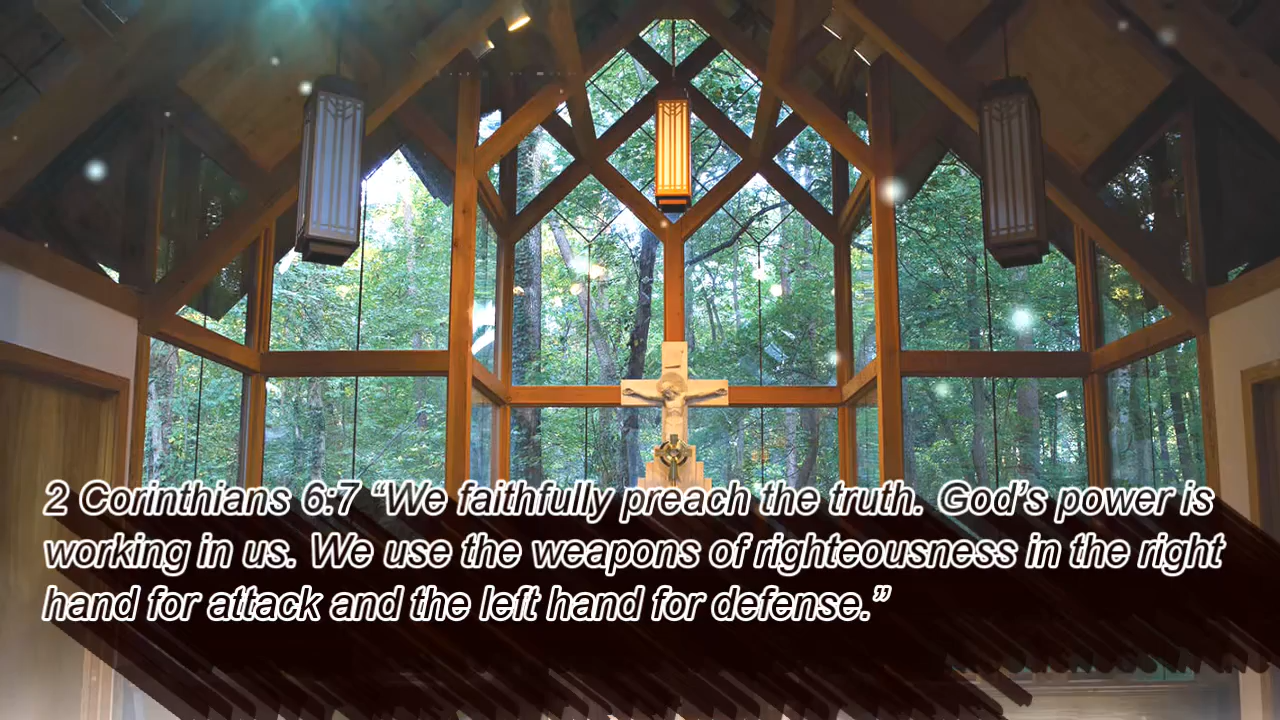 2 Corinthians 6:7 “We faithfully preach the truth. God’s power is
working in us. We use the weapons of righteousness in the right
hand for attack and the left hand for defense.”